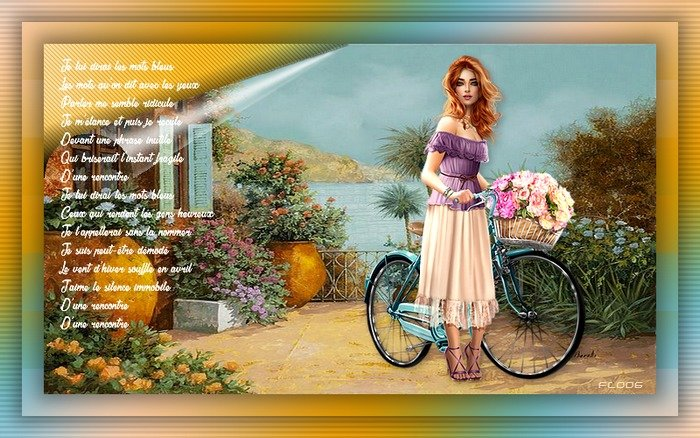 Je lui dirai les mots bleus
Les mots qu'on dit avec les yeux
Parler me semble ridicule
Je m'élance et puis je recule
Devant une phrase inutile
Qui briserait l'instant fragile
D'une rencontre
Je lui dirai les mots bleus
Ceux qui rendent les gens heureux
Je l'appellerai sans la nommer
Je suis peut-être démodé
Le vent d'hiver souffle en avril
J'aime le silence immobile
D'une rencontre
D'une rencontre
FLOO6